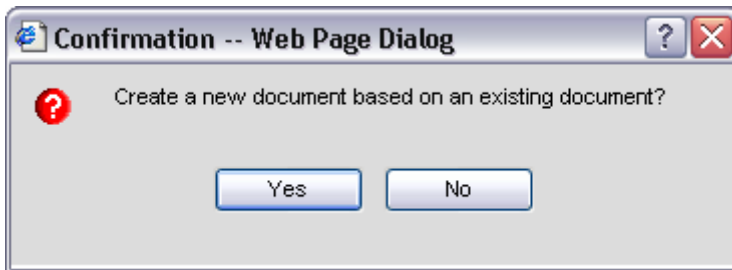 Confirmation -- Web Page Dialog
Create a new document based on an existing document?
Yes No